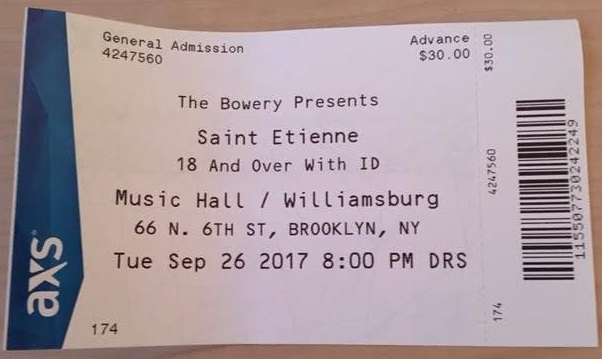 General Admission
4247560
Advance
$30.00
The Bowery Presents
Saint Etienne
18 And Over With ID
Music Hall / Williamsburg
66 N. 6TH ST, BROOKLYN, NY
Tue Sep 26 2017 8:00 PM DRS
174
axs
$30.00
4247560
174
1155077302422249